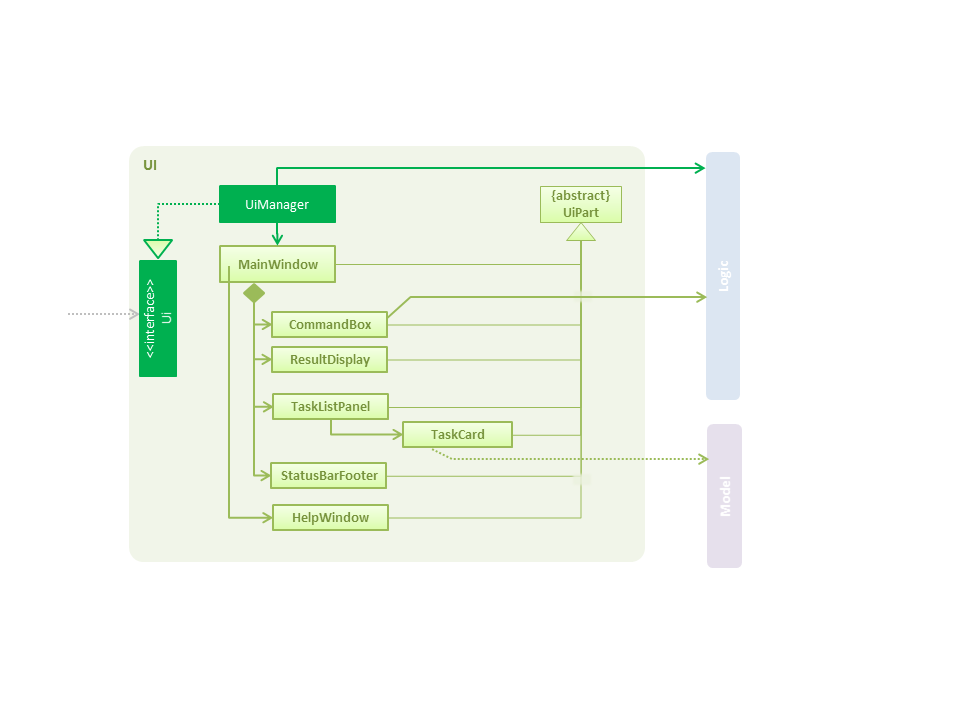 UI
UiManager
{abstract}
UiPart
MainWindow
<<interface>>
Ui
CommandBox
ResultDisplay
TaskListPanel
TaskCard
StatusBarFooter
HelpWindow
Logic
Model